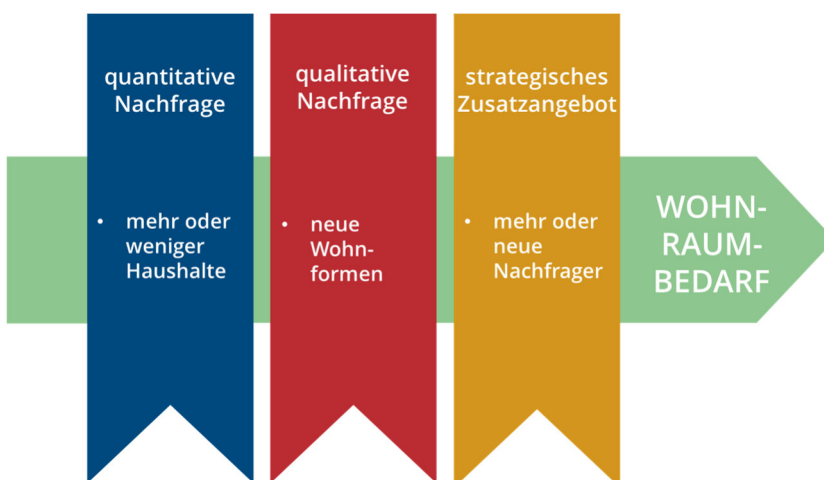 quantitative
Nachfrage
• mehr oder
weniger
Haushalte
qualitative
Nachfrage
• neue
Wohn-
formen
strategisches
Zusatzangebot
• mehr oder
neue
Nachfrager
WOHN-
RAUM-
BEDARF